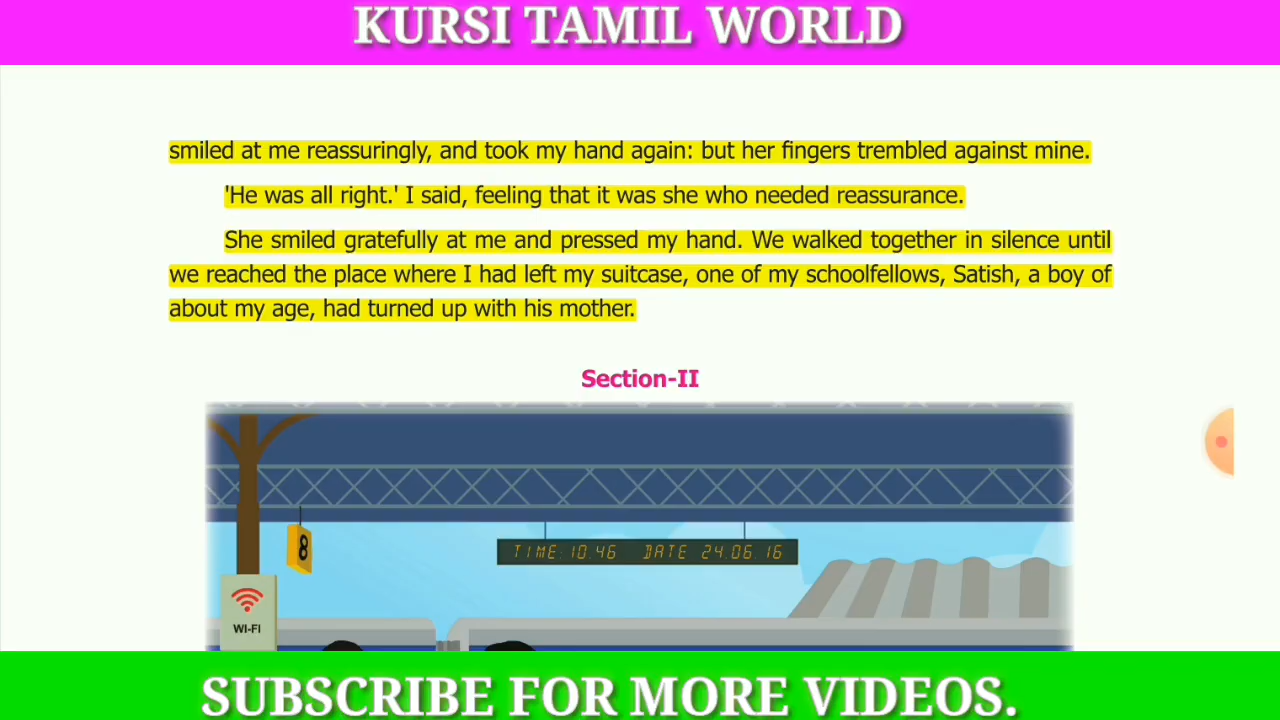 KURSI TAMIL WORLD
smiled at me reassuringly, and took my hand again: but her fingers trembled against mine.
'He was all right.' I said, feeling that it was she who needed reassurance.
She smiled gratefully at me and pressed my hand. We walked together in silence until
we reached the place where I had left my suitcase, one of my schoolfellows, Satish, a boy of
about my age, had turned up with his mother.
Section-II
8
TIME:10.46 DATE 24.06.16
WI-FI
SUBSCRIBE FOR MORE VIDEOS.